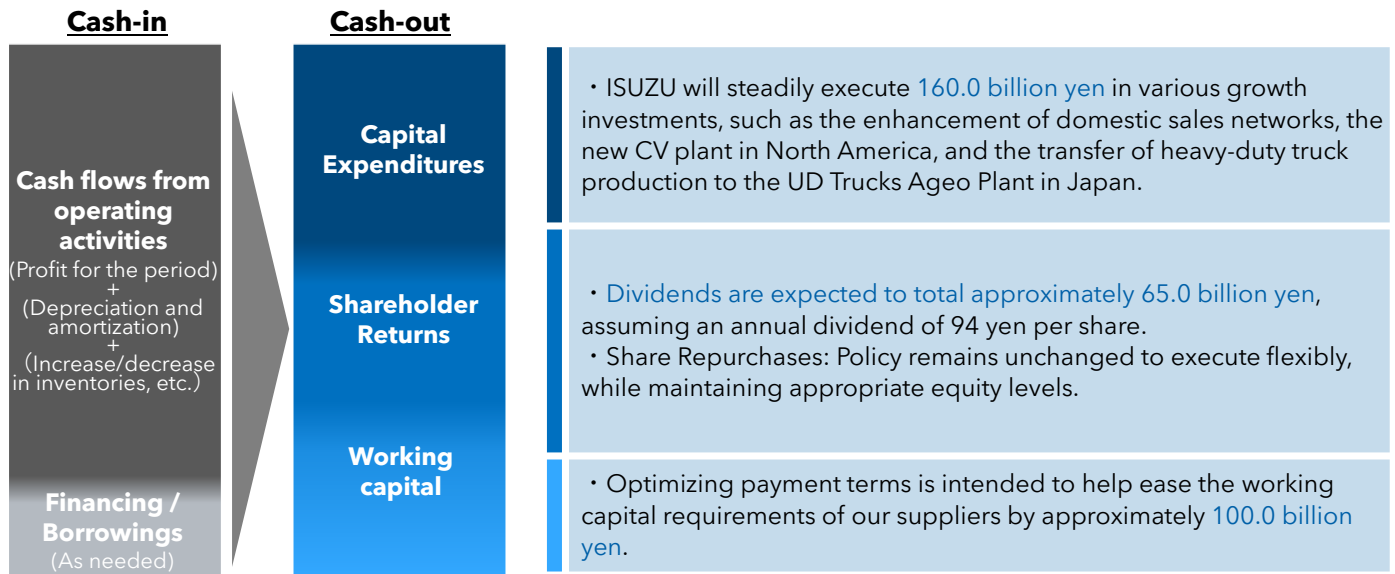 Cash-in
Cash-out
Cash flows from
operating
activities
(Profit for the period)
+
(Depreciation and
amortization)
+
（Increase/decrease
in inventories, etc.）
Financing /
Borrowings
(As needed)
Capital
Expenditures
Shareholder
Returns
Working
capital
・ISUZU will steadily execute 160.0 billion yen in various growth
investments, such as the enhancement of domestic sales networks, the
new CV plant in North America, and the transfer of heavy-duty truck
production to the UD Trucks Ageo Plant in Japan.
・Dividends are expected to total approximately 65.0 billion yen,
assuming an annual dividend of 94 yen per share.
・Share Repurchases: Policy remains unchanged to execute flexibly,
while maintaining appropriate equity levels.
・Optimizing payment terms is intended to help ease the working
capital requirements of our suppliers by approximately 100.0 billion
yen.